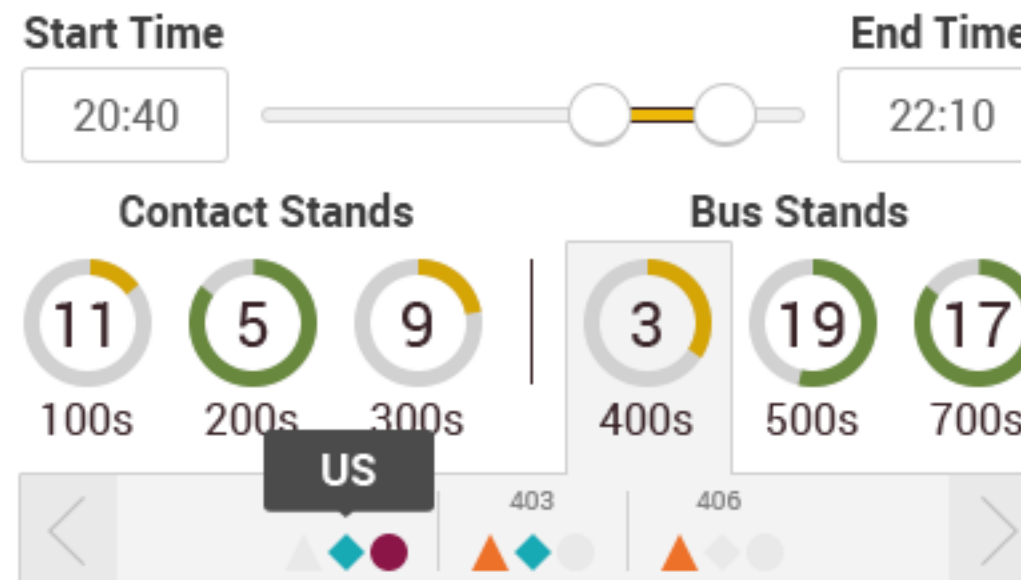 Start Time
End Time
20:40
22:10
Contact Stands
Bus Stands
11
5
9
3
19
17
100s
200s
300s
400s
500s
700s
US
403
406